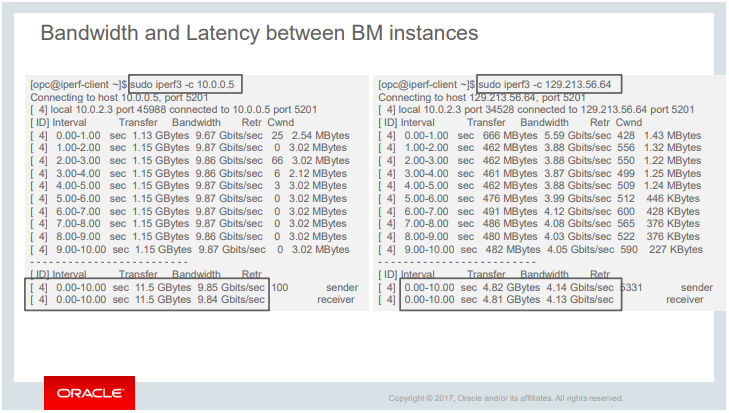 Bandwidth and Latency between BM instances
[opc@iperf-client ~]$ sudo iperf3 -c 10.0.0.5
Connecting to host 10.0.0.5, port 5201
[ 4] local 10.0.2.3 port 45988 connected to 10.0.0.5 port 5201
[ ID] Interval Transfer Bandwidth Retr Cwnd
[ 4] 0.00-1.00 sec 1.13 GBytes 9.67 Gbits/sec 25 2.54 MBytes
[ 4] 1.00-2.00 sec 1.15 GBytes 9.87 Gbits/sec 0 3.02 MBytes
[ 4] 2.00-3.00 sec 1.15 GBytes 9.86 Gbits/sec 66 3.02 MBytes
[ 4] 3.00-4.00 sec 1.15 GBytes 9.86 Gbits/sec 6 2.12 MBytes
[ 4] 4.00-5.00 sec 1.15 GBytes 9.87 Gbits/sec 3 3.02 MBytes
[ 4] 5.00-6.00 sec 1.15 GBytes 9.87 Gbits/sec 0 3.02 MBytes
[ 4] 6.00-7.00 sec 1.15 GBytes 9.87 Gbits/sec 0 3.02 MBytes
[ 4] 7.00-8.00 sec 1.15 GBytes 9.87 Gbits/sec 0 3.02 MBytes
[ 4] 8.00-9.00 sec 1.15 GBytes 9.86 Gbits/sec 0 3.02 MBytes
[ 4] 9.00-10.00 sec 1.15 GBytes 9.87 Gbits/sec 0 3.02 MBytes
- - - - - - - - - - - - - - - - - - - - - - - - -
[ ID] Interval Transfer Bandwidth Retr
[ 4] 0.00-10.00 sec 11.5 GBytes 9.85 Gbits/sec 100 sender
[ 4] 0.00-10.00 sec 11.5 GBytes 9.84 Gbits/sec receiver
[opc@iperf-client ~]$ sudo iperf3 -c 129.213.56.64
Connecting to host 129.213.56.64, port 5201
[ 4] local 10.0.2.3 port 34528 connected to 129.213.56.64 port 5201
[ ID] Interval Transfer Bandwidth Retr Cwnd
[ 4] 0.00-1.00 sec 666 MBytes 5.59 Gbits/sec 428 1.43 MBytes
[ 4] 1.00-2.00 sec 462 MBytes 3.88 Gbits/sec 556 1.32 MBytes
[ 4] 2.00-3.00 sec 462 MBytes 3.88 Gbits/sec 550 1.22 MBytes
[ 4] 3.00-4.00 sec 461 MBytes 3.87 Gbits/sec 499 1.25 MBytes
[ 4] 4.00-5.00 sec 462 MBytes 3.88 Gbits/sec 509 1.24 MBytes
[ 4] 5.00-6.00 sec 476 MBytes 3.99 Gbits/sec 512 446 KBytes
[ 4] 6.00-7.00 sec 491 MBytes 4.12 Gbits/sec 600 428 KBytes
[ 4] 7.00-8.00 sec 486 MBytes 4.08 Gbits/sec 565 376 KBytes
[ 4] 8.00-9.00 sec 480 MBytes 4.03 Gbits/sec 522 376 KBytes
[ 4] 9.00-10.00 sec 482 MBytes 4.05 Gbits/sec 590 227 KBytes
- - - - - - - - - - - - - - - - - - - - - - - - -
[ ID] Interval Transfer Bandwidth Retr
[ 4] 0.00-10.00 sec 4.82 GBytes 4.14 Gbits/sec 5331 sender
[ 4] 0.00-10.00 sec 4.81 GBytes 4.13 Gbits/sec receiver
ORACLE
Copyright © 2017, Oracle and/or its affiliates. All rights reserved.